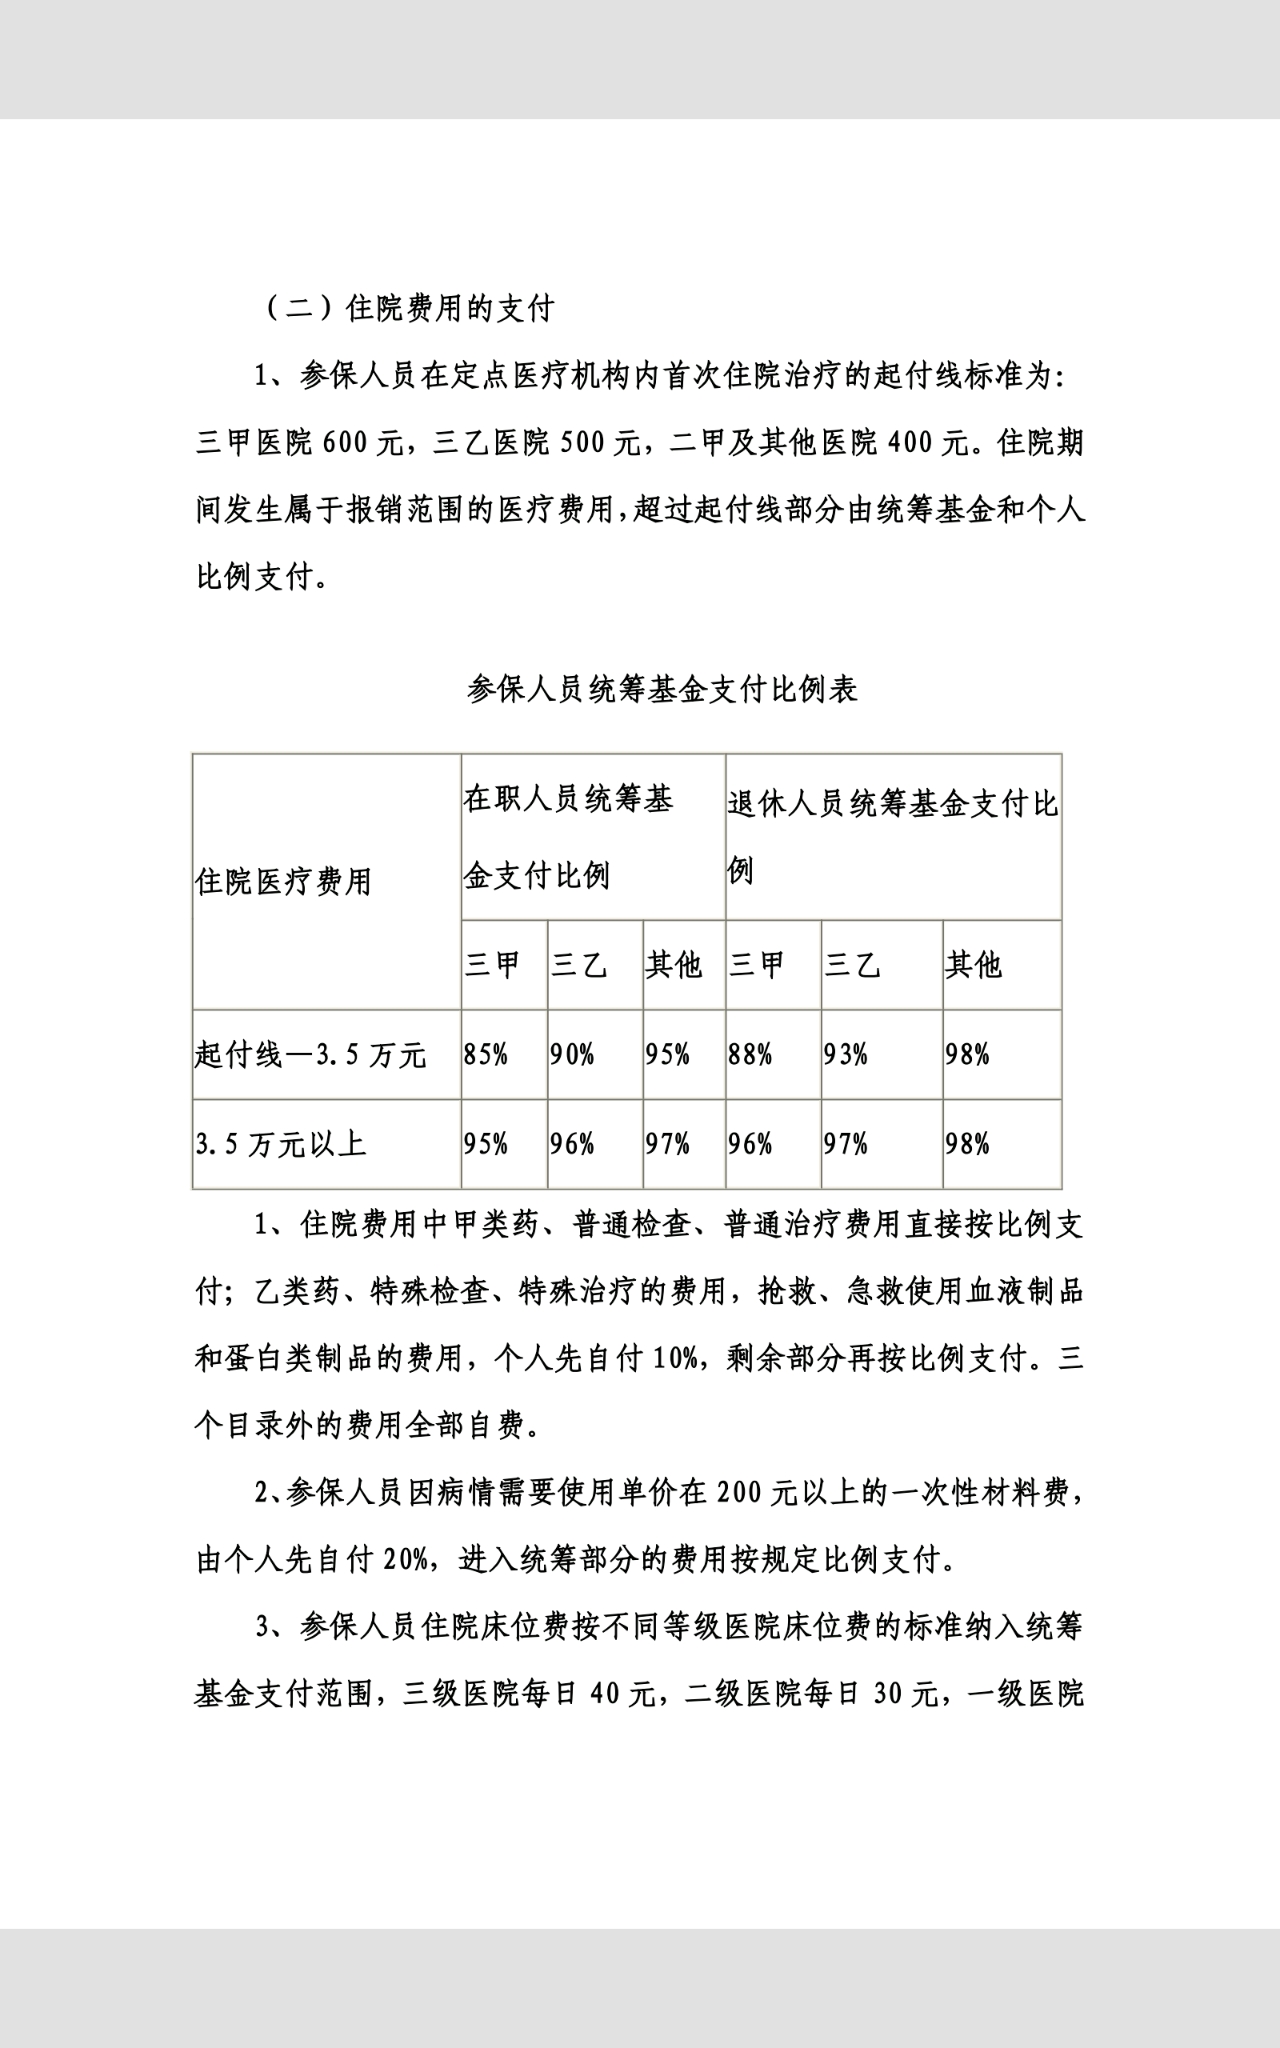 （二）住院费用的支付
1、参保人员在定点医疗机构内首次住院治疗的起付线标准为：
三甲医院 600 元，三乙医院 500 元，二甲及其他医院 400 元。住院期
间发生属于报销范围的医疗费用，超过起付线部分由统筹基金和个人
比例支付。
参保人员统筹基金支付比例表
住院医疗费用
在职人员统筹基
金支付比例
退休人员统筹基金支付比
例
三甲 三乙 其他 三甲 三乙 其他
起付线—3.5 万元 85% 90% 95% 88% 93% 98%
3.5 万元以上 95% 96% 97% 96% 97% 98%
1、住院费用中甲类药、普通检查、普通治疗费用直接按比例支
付；乙类药、特殊检查、特殊治疗的费用，抢救、急救使用血液制品
和蛋白类制品的费用，个人先自付 10%，剩余部分再按比例支付。三
个目录外的费用全部自费。
2、参保人员因病情需要使用单价在 200 元以上的一次性材料费，
由个人先自付 20%，进入统筹部分的费用按规定比例支付。
3、参保人员住院床位费按不同等级医院床位费的标准纳入统筹
基金支付范围，三级医院每日 40 元，二级医院每日 30 元，一级医院